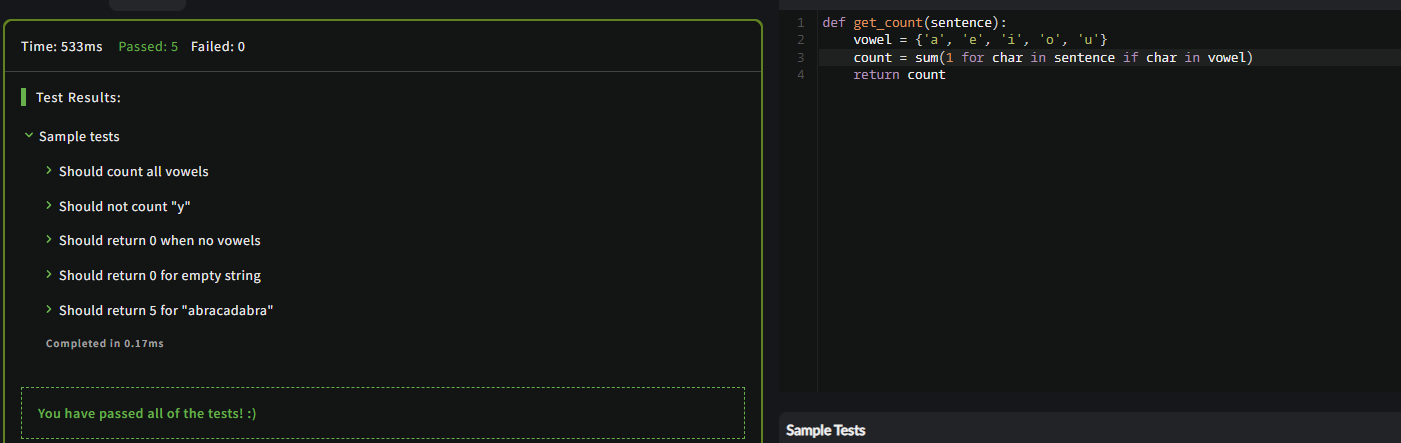 Time: 533ms Passed: 5 Failed: 0
Test Results:
Sample tests
Should count all vowels
Should not count "y"
Should return 0 when no vowels
Should return 0 for empty string
Should return 5 for "abracadabra"
Completed in 0.17ms
You have passed all of the tests! :)
1 def get_count(sentence):
2     vowel = {'a', 'e', 'i', 'o', 'u'}
3     count = sum(1 for char in sentence if char in vowel)
4     return count
Sample Tests